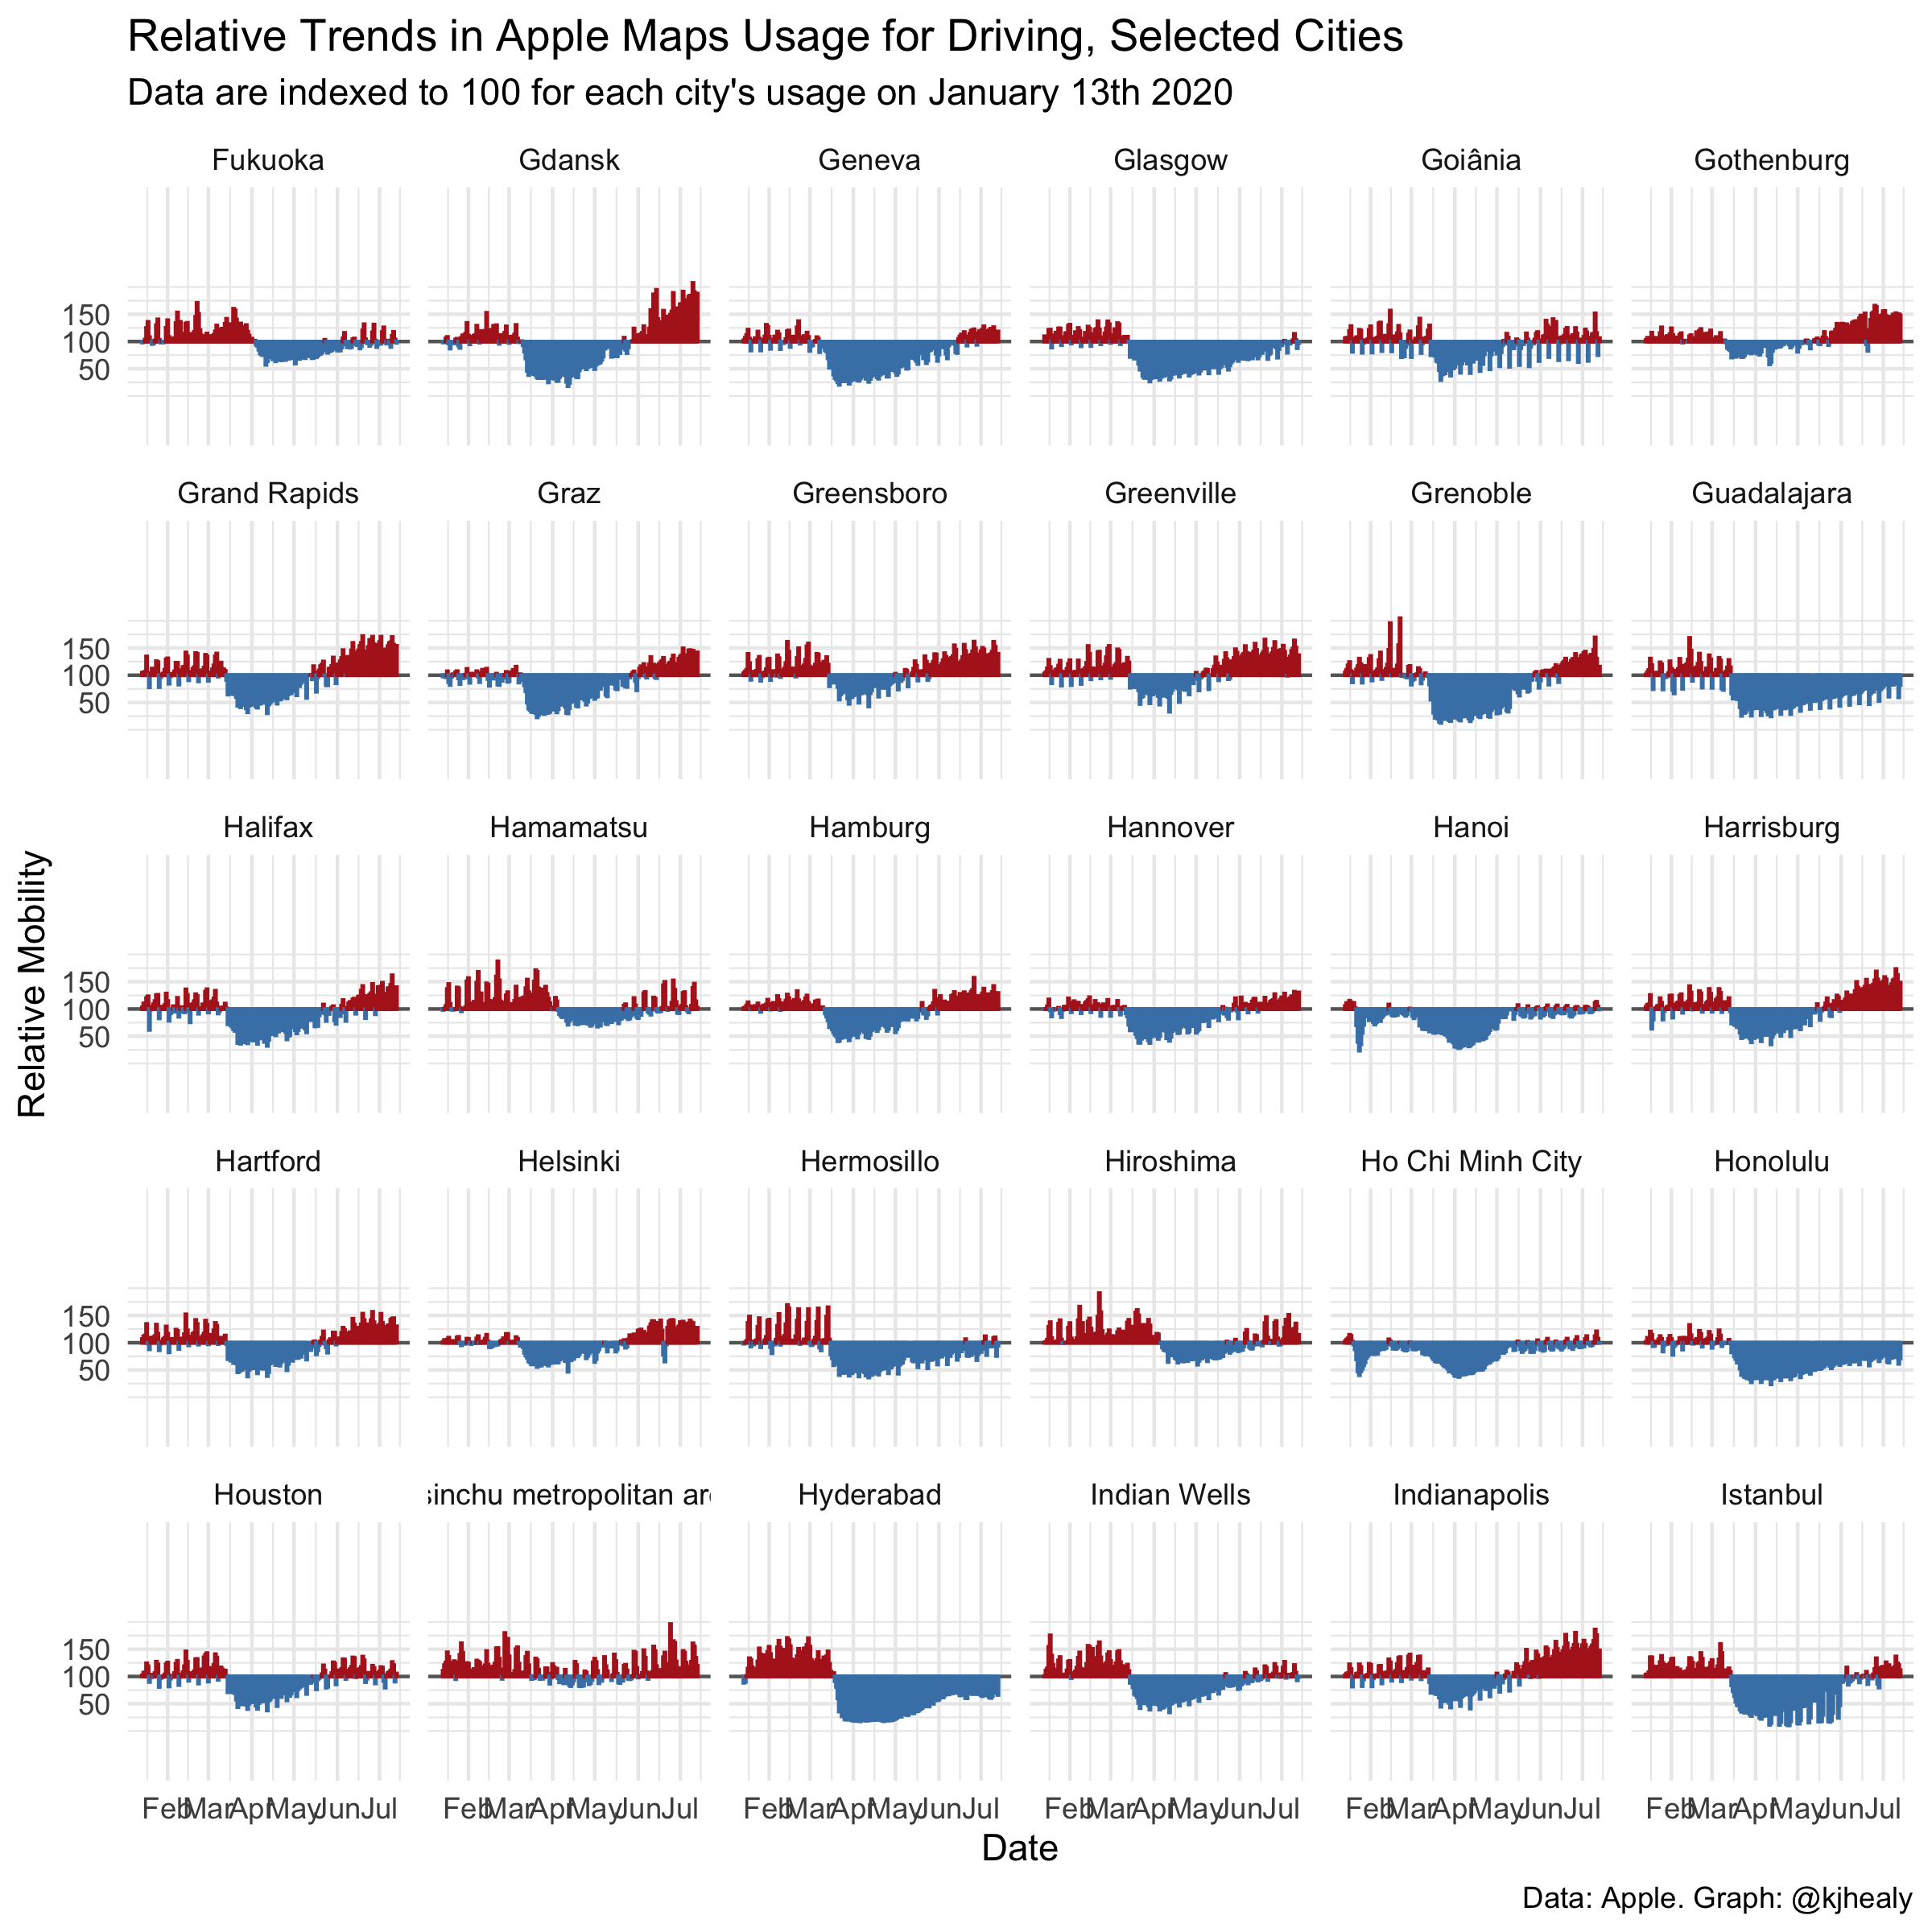 Relative Trends in Apple Maps Usage for Driving, Selected Cities
Data are indexed to 100 for each city's usage on January 13th 2020
Fukuoka Gdansk Geneva Glasgow Goiânia Gothenburg
150
100
50
Grand Rapids Graz Greensboro Greenville Grenoble Guadalajara
150
100
50
Halifax Hamamatsu Hamburg Hannover Hanoi Harrisburg
150
100
50
Hartford Helsinki Hermosillo Hiroshima Ho Chi Minh City Honolulu
150
100
50
Houston sinchu metropolitan are Hyderabad Indian Wells Indianapolis Istanbul
150
100
50
Feb Mar Apr May Jun Jul Feb Mar Apr May Jun Jul Feb Mar Apr May Jun Jul Feb Mar Apr May Jun Jul Feb Mar Apr May Jun Jul Feb Mar Apr May Jun Jul
Relative Mobility
Date
Data: Apple. Graph: @kjhealy